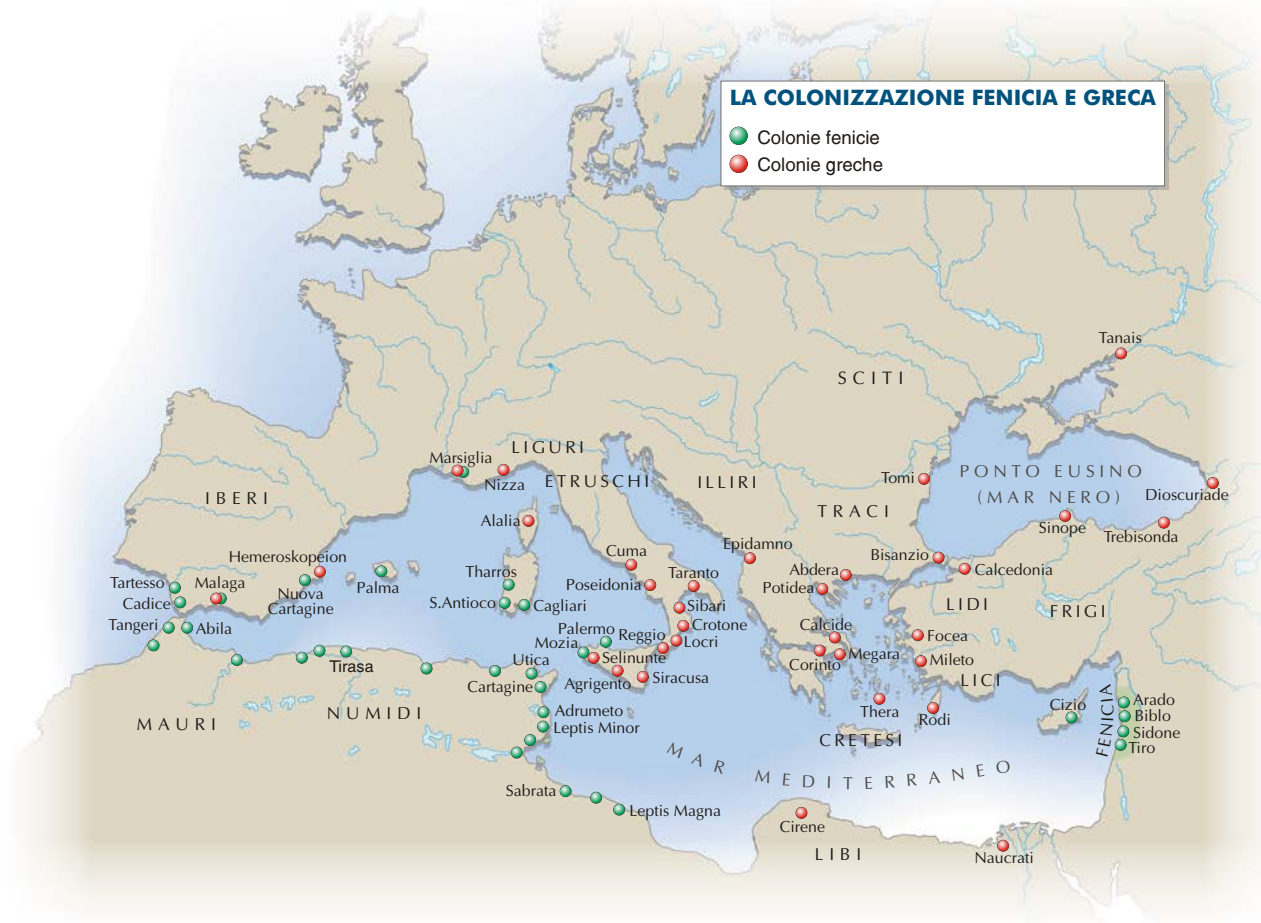 LA COLONIZZAZIONE FENICIA E GRECA
Colonie fenicie
Colonie greche
Tanais
SCITI
LIGURI
Marsiglia
Nizza
ETRUSCHI
ILLIRI
Tomi
PONTO EUSINO
(MAR NERO)
Dioscuriade
IBERI
TRACI
Sinope
Trebisonda
Alalia
Hemeroskopeion
Cuma
Epidamno
Bisanzio
Tartesso
Malaga
Nuova
Cartagine
Palma
Tharros
Poseidonia
Taranto
Abdera
Potidea
Calcedonia
Cadice
S.Antioco
Cagliari
Sibari
LIDI
FRIGI
Tangeri
Abila
Palermo
Reggio
Crotone
Calcide
Focea
Mozia
Locri
Megara
Tirasa
Utica
Selinunte
Corinto
Mileto
Cartagine
Agrigento
Siracusa
LICI
MAURI
NUMIDI
Adrumeto
Leptis Minor
Thera
Rodi
Cizio
FENICIA
Arado
Biblo
Sidone
Tiro
CRETESI
MAR MEDITERRANEO
Sabrata
Leptis Magna
Cirene
LIBI
Naucrati